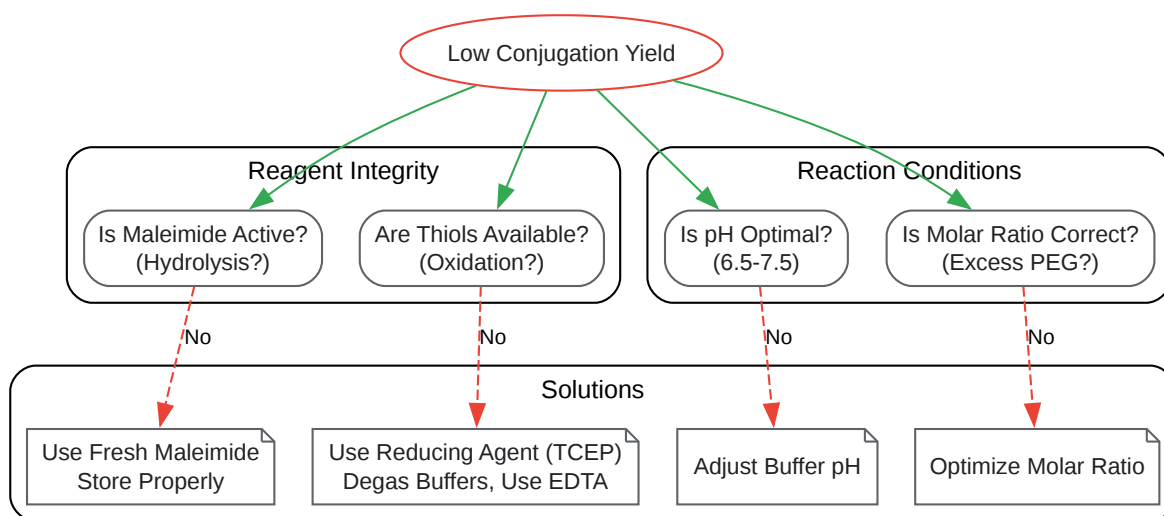 Low Conjugation Yield
Reagent Integrity
Reaction Conditions
Is Maleimide Active?
(Hydrolysis?)
Are Thiols Available?
(Oxidation?)
Is pH Optimal?
(6.5-7.5)
Is Molar Ratio Correct?
(Excess PEG?)
No
No
No
No
Solutions
Use Fresh Maleimide
Store Properly
Use Reducing Agent (TCEP)
Degas Buffers, Use EDTA
Adjust Buffer pH
Optimize Molar Ratio